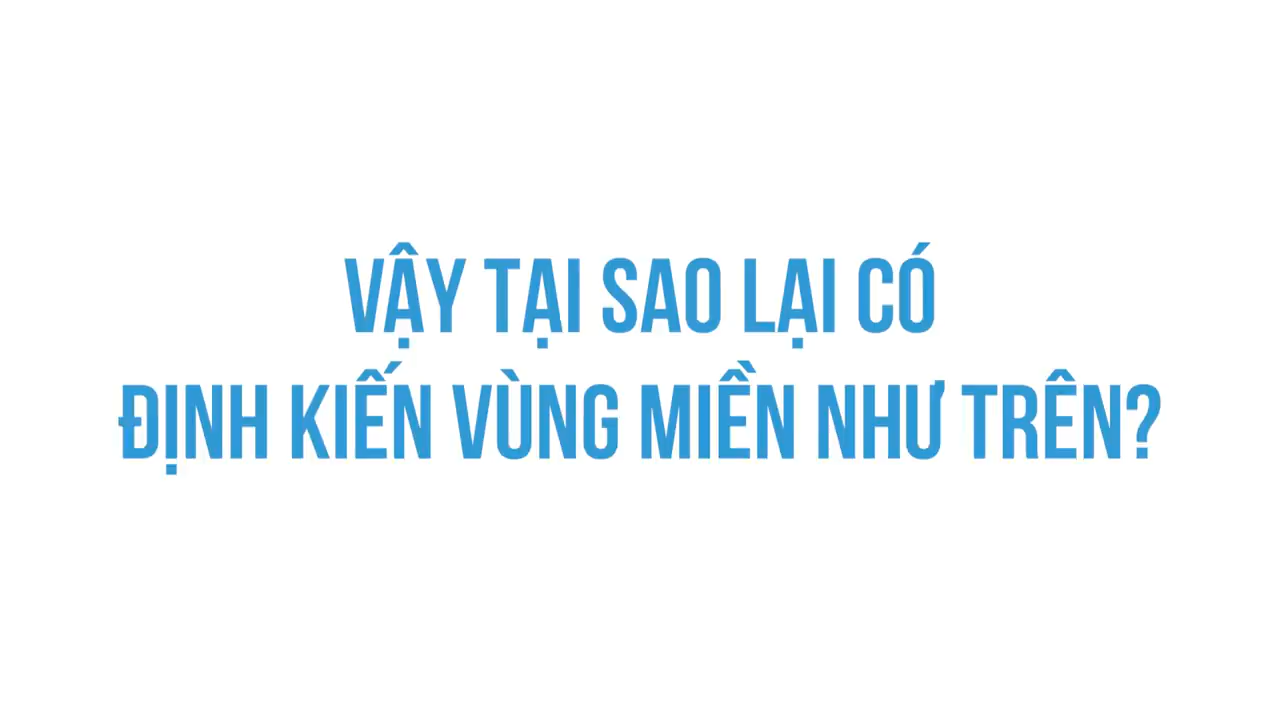 VẬY TẠI SAO LẠI CÓ
ĐỊNH KIẾN VÙNG MIỀN NHƯ TRÊN?